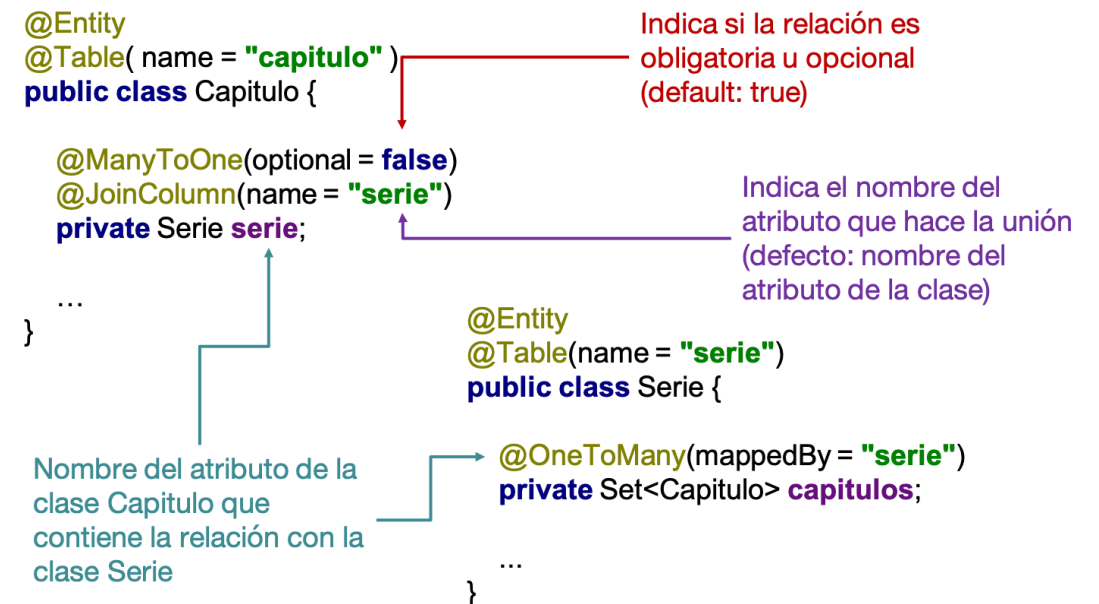 @Entity
@Table( name = "capitulo" )
public class Capitulo {
@ManyToOne(optional = false)
@JoinColumn(name = "serie")
private Serie serie;
...
}
Indica si la relación es
obligatoria u opcional
(default: true)
Indica el nombre del
atributo que hace la unión
(defecto: nombre del
atributo de la clase)
@Entity
@Table(name = "serie")
public class Serie {
@OneToMany(mappedBy = "serie")
private Set<Capitulo> capitulos;
...
}
Nombre del atributo de la
clase Capitulo que
contiene la relación con la
clase Serie